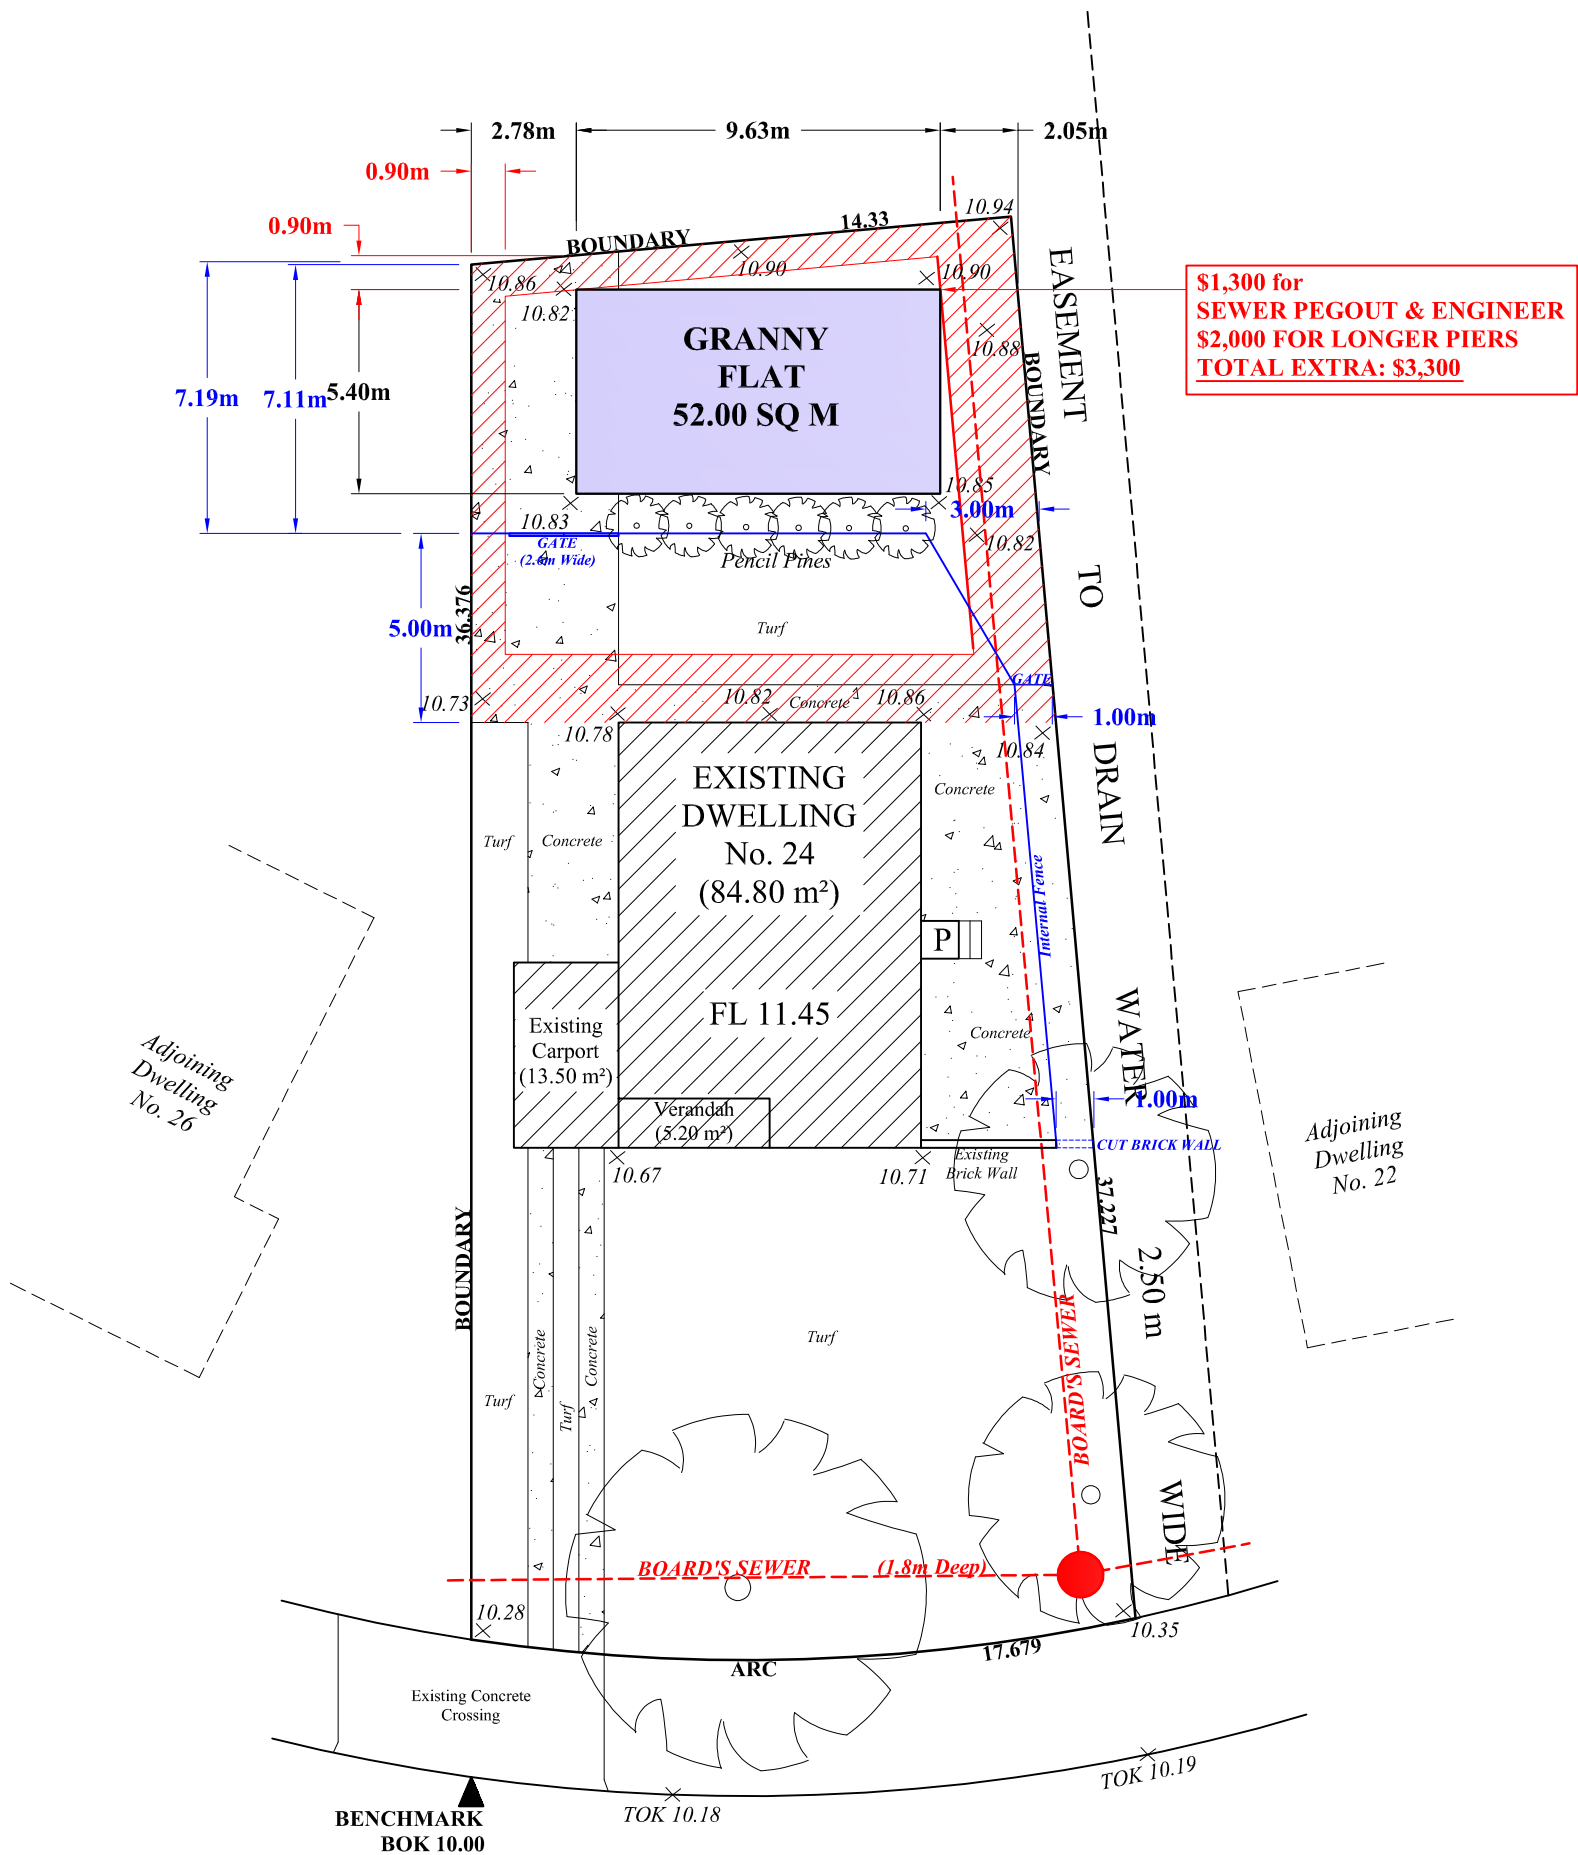 2.78m
9.63m
2.05m
0.90m
0.90m
10.94
14.33
BOUNDARY
10.90
10.90
10.86
10.82
EASEMENT
$1,300 for
SEWER PEGOUT & ENGINEER
$2,000 FOR LONGER PIERS
TOTAL EXTRA: $3,300
GRANNY
FLAT
52.00 SQ M
10.88
BOUNDARY
7.19m
7.11m
5.40m
10.85
3.00m
10.83
GATE
(2.6m Wide)
10.82
Pencil Pines
TO
36.376
5.00m
Turf
GATE
10.73
10.82
Concrete
10.86
1.00m
10.78
10.84
DRAIN
EXISTING
DWELLING
No. 24
(84.80 m²)
Concrete
Turf
Concrete
Internal Fence
P
FL 11.45
WATER
Existing
Carport
(13.50 m²)
Concrete
Adjoining
Dwelling
No. 26
Verandah
(5.20 m²)
1.00m
Adjoining
Dwelling
No. 22
CUT BRICK WALL
Existing
Brick Wall
10.67
10.71
37.227
BOUNDARY
2.50 m
BOARD'S SEWER
Turf
Concrete
Concrete
Turf
Turf
WIDE
BOARD'S SEWER
(1.8m Deep)
10.28
10.35
17.679
ARC
Existing Concrete
Crossing
TOK 10.19
TOK 10.18
BENCHMARK
BOK 10.00